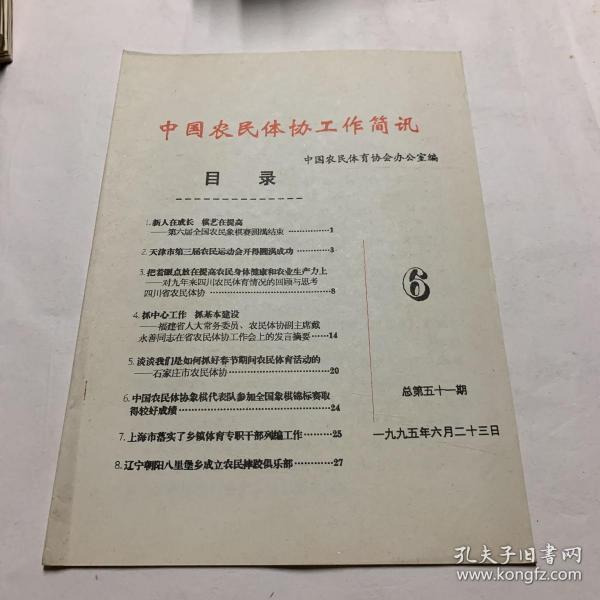 中国农民体协工作简讯
中国农民体育协会办公室编
目 录
1.新人在成长 棋艺在提高
——第六届全国农民象棋赛圆满结束 …………1
2.天津市第三届农民运动会开得圆满成功 …………3
3.把着眼点放在提高农民身体健康和农业生产力上
——对九年来四川农民体育情况的回顾与思考
四川省农民体协 …………8
4.抓中心工作 抓基本建设
——福建省人大常务委员、农民体协副主席戴
永善同志在省农民体协工作会上的发言摘要……14
5.谈谈我们是如何抓好春节期间农民体育活动的
——石家庄市农民体协 …………20
6.中国农民体协象棋代表队参加全国象棋锦标赛取
得较好成绩 …………24
7.上海市落实了乡镇体育专职干部列编工作………25
8.辽宁朝阳八里堡乡成立农民摔跤俱乐部…………27
6
总第五十一期
一九九五年六月二十三日
孔夫子旧书网
www.kongfz.com